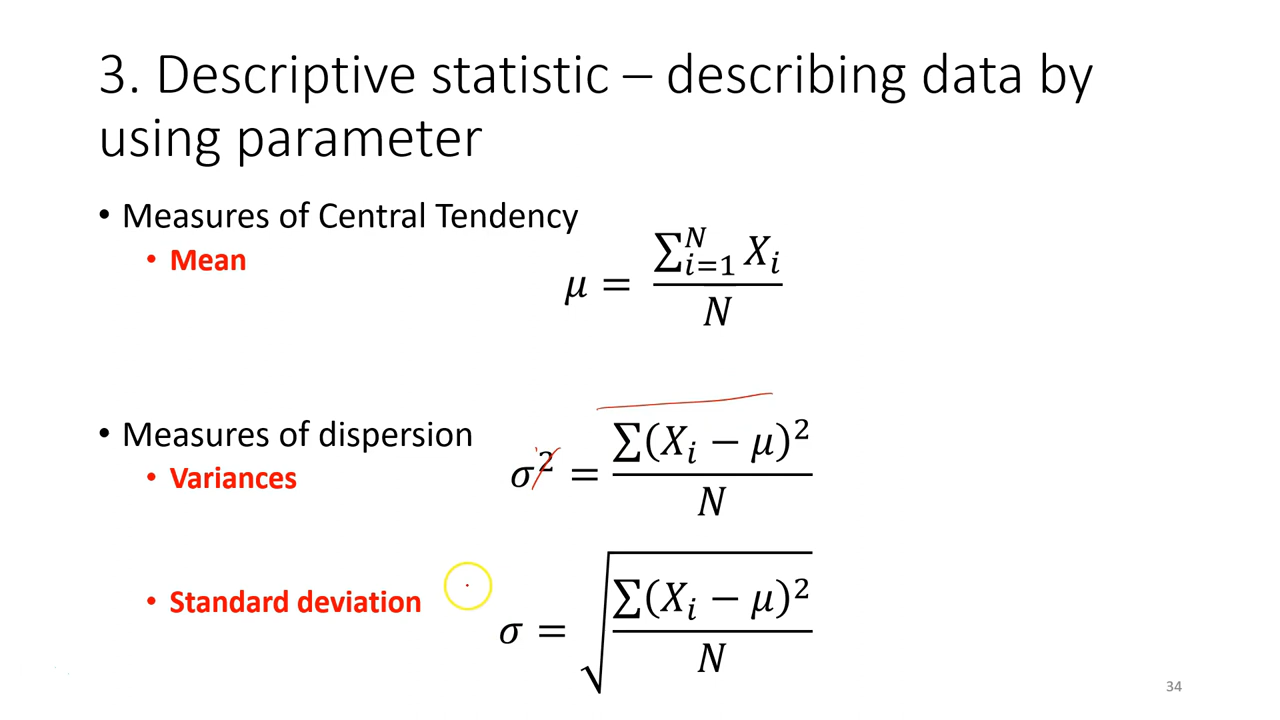 3. Descriptive statistic – describing data by
using parameter
• Measures of Central Tendency
• Mean
μ = ∑_{i=1}^{N} X_i / N
• Measures of dispersion
• Variances
σ² = ∑(X_i − μ)² / N
• Standard deviation
σ = √(∑(X_i − μ)² / N)
34